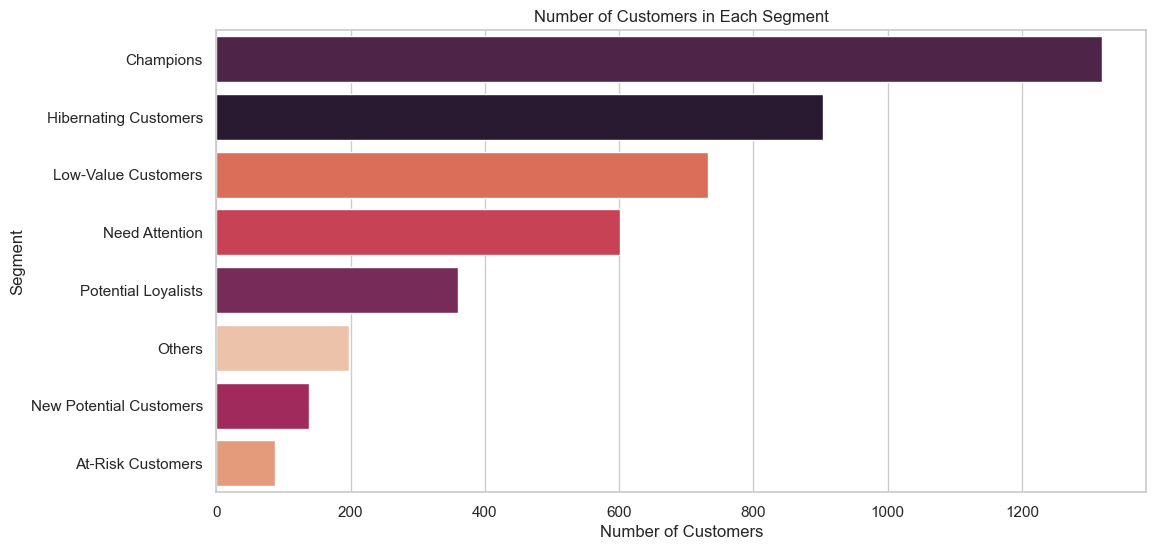 Number of Customers in Each Segment
Segment
Champions
Hibernating Customers
Low-Value Customers
Need Attention
Potential Loyalists
Others
New Potential Customers
At-Risk Customers
0 200 400 600 800 1000 1200
Number of Customers